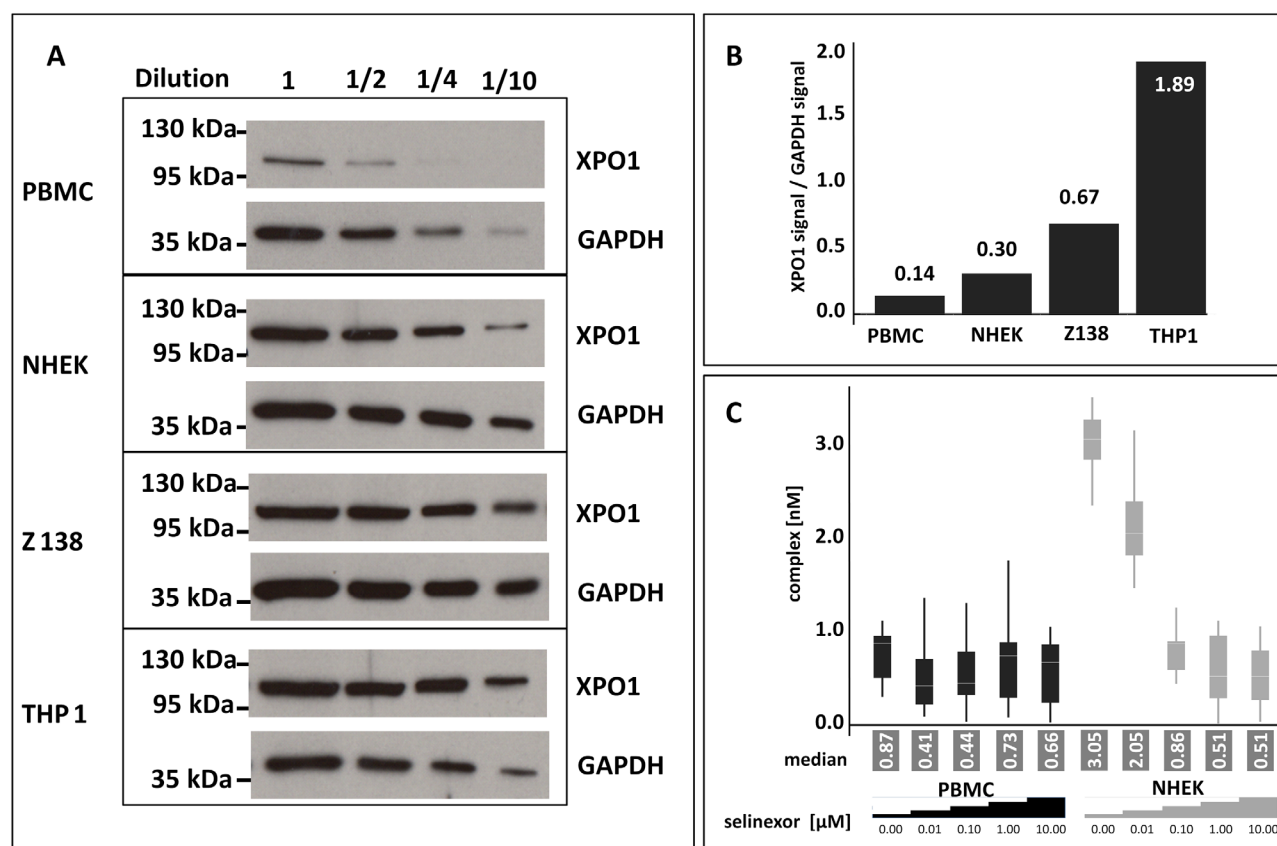 A
Dilution 1 1/2 1/4 1/10
PBMC
130 kDa
95 kDa
XPO1
35 kDa
GAPDH
NHEK
130 kDa
95 kDa
XPO1
35 kDa
GAPDH
Z 138
130 kDa
95 kDa
XPO1
35 kDa
GAPDH
THP 1
130 kDa
95 kDa
XPO1
35 kDa
GAPDH
B
XPO1 signal / GAPDH signal
2.0
1.5
1.0
0.5
0.0
0.14
0.30
0.67
1.89
PBMC NHEK Z138 THP1
C
complex [nM]
3.0
2.0
1.0
0.0
median 0.87 0.41 0.44 0.73 0.66 3.05 2.05 0.86 0.51 0.51
PBMC NHEK
selinexor [µM] 0.00 0.01 0.10 1.00 10.00 0.00 0.01 0.10 1.00 10.00